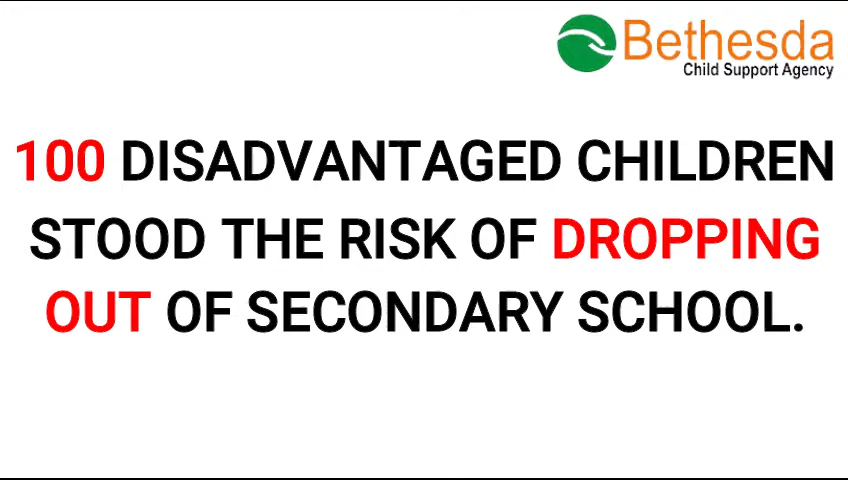 Bethesda
Child Support Agency
100 DISADVANTAGED CHILDREN
STOOD THE RISK OF DROPPING
OUT OF SECONDARY SCHOOL.